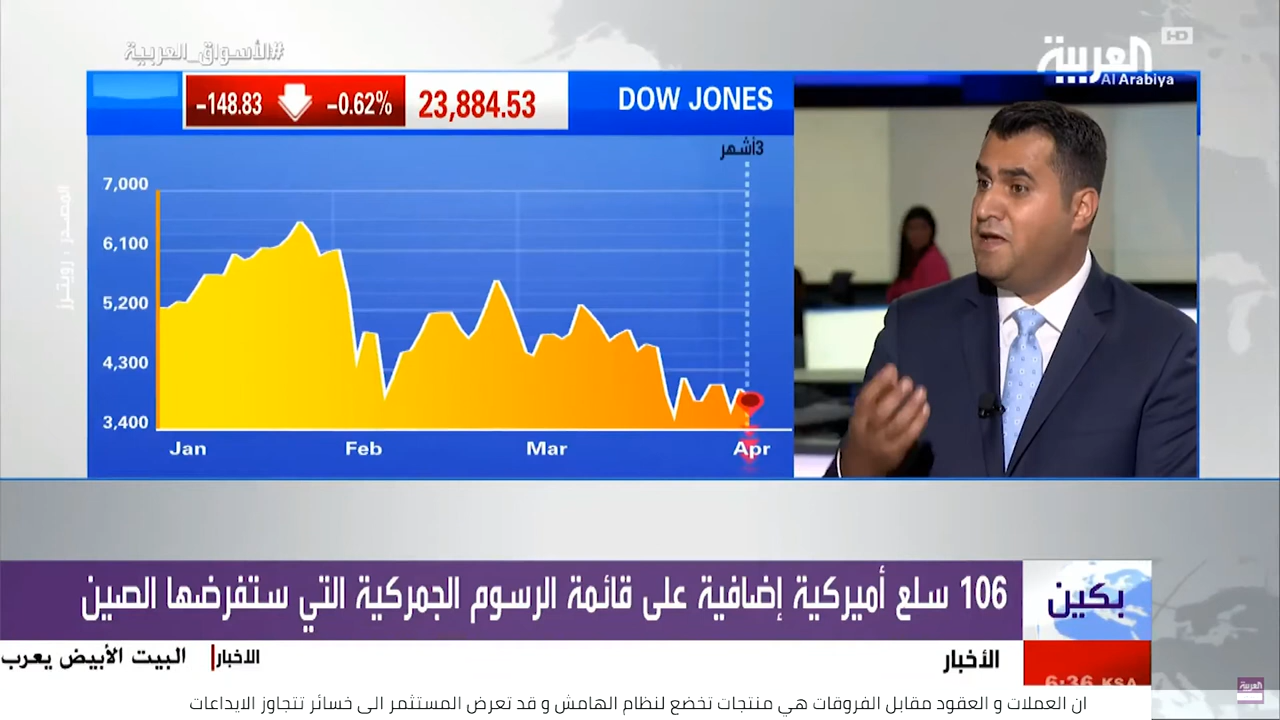 #الأسواق_العربية
العربية HD
Al Arabiya
-148.83 -0.62% 23,884.53 DOW JONES
3أشهر
المصدر : رويترز
7,000
6,100
5,200
4,300
3,400
Jan Feb Mar Apr
بكين
106 سلع أميركية إضافية على قائمة الرسوم الجمركية التي ستفرضها الصين
الأخبار
الأخبار
البيت الأبيض يعرب
6:36 KSA
العربية
ان العملات و العقود مقابل الفروقات هي منتجات تخضع لنظام الهامش و قد تعرض المستثمر الى خسائر تتجاوز الايداعات